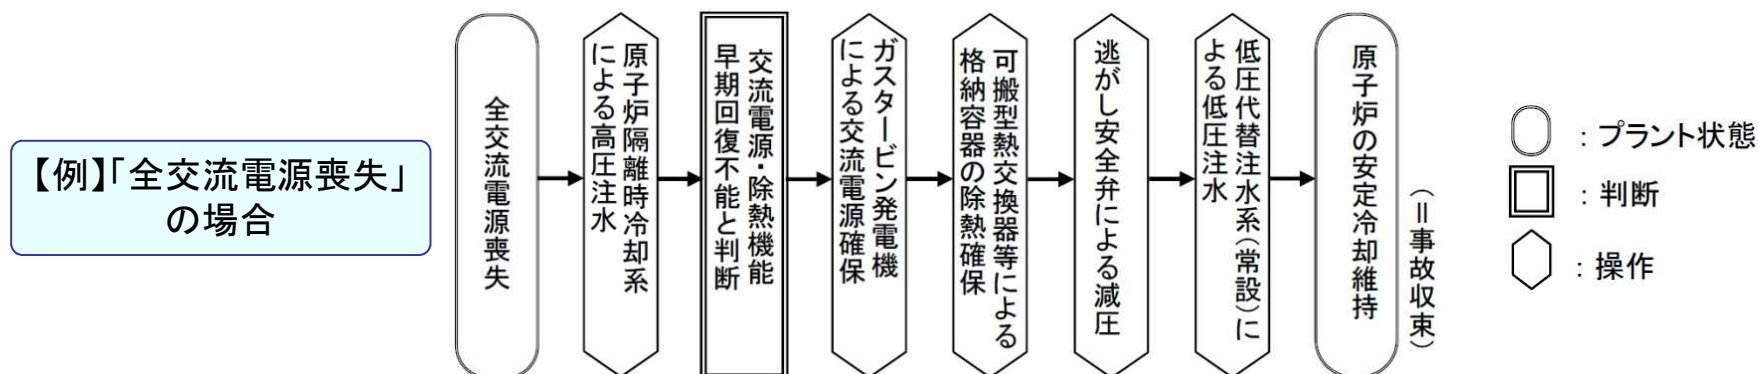 【例】「全交流電源喪失」
の場合
全交流電源喪失
原子炉隔離時冷却系
による高圧注水
交流電源・除熱機能
早期回復不能と判断
ガスタービン発電機
による交流電源確保
可搬型熱交換器等による
格納容器の除熱確保
逃がし安全弁による減圧
低圧代替注水系(常設)に
よる低圧注水
原子炉の安定冷却維持
(＝事故収束)
:プラント状態
:判断
:操作